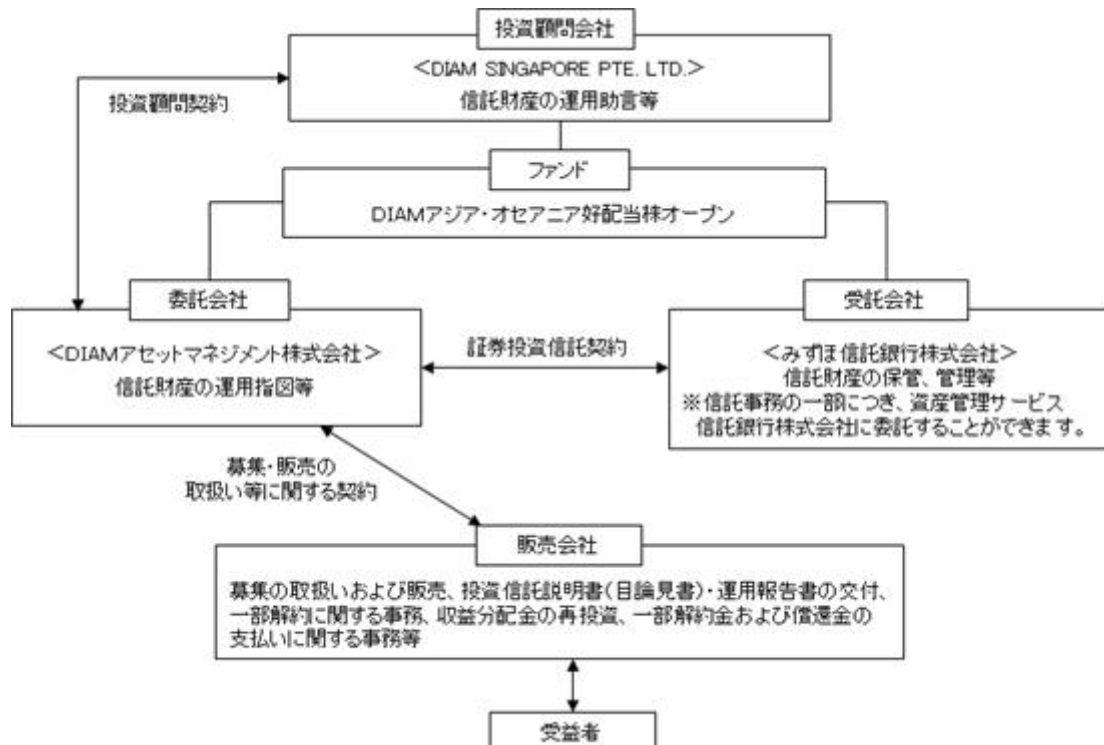 投資顧問会社
＜DIAM SINGAPORE PTE. LTD.＞
信託財産の運用助言等
投資顧問契約
ファンド
DIAMアジア・オセアニア好配当株オープン
委託会社
＜DIAMアセットマネジメント株式会社＞
信託財産の運用指図等
証券投資信託契約
受託会社
＜みずほ信託銀行株式会社＞
信託財産の保管、管理等
※信託事務の一部につき、資産管理サービス
信託銀行株式会社に委託することができます。
募集・販売の
取扱い等に関する契約
販売会社
募集の取扱いおよび販売、投資信託説明書(目論見書)・運用報告書の交付、
一部解約に関する事務、収益分配金の再投資、一部解約金および償還金の
支払いに関する事務等
受益者